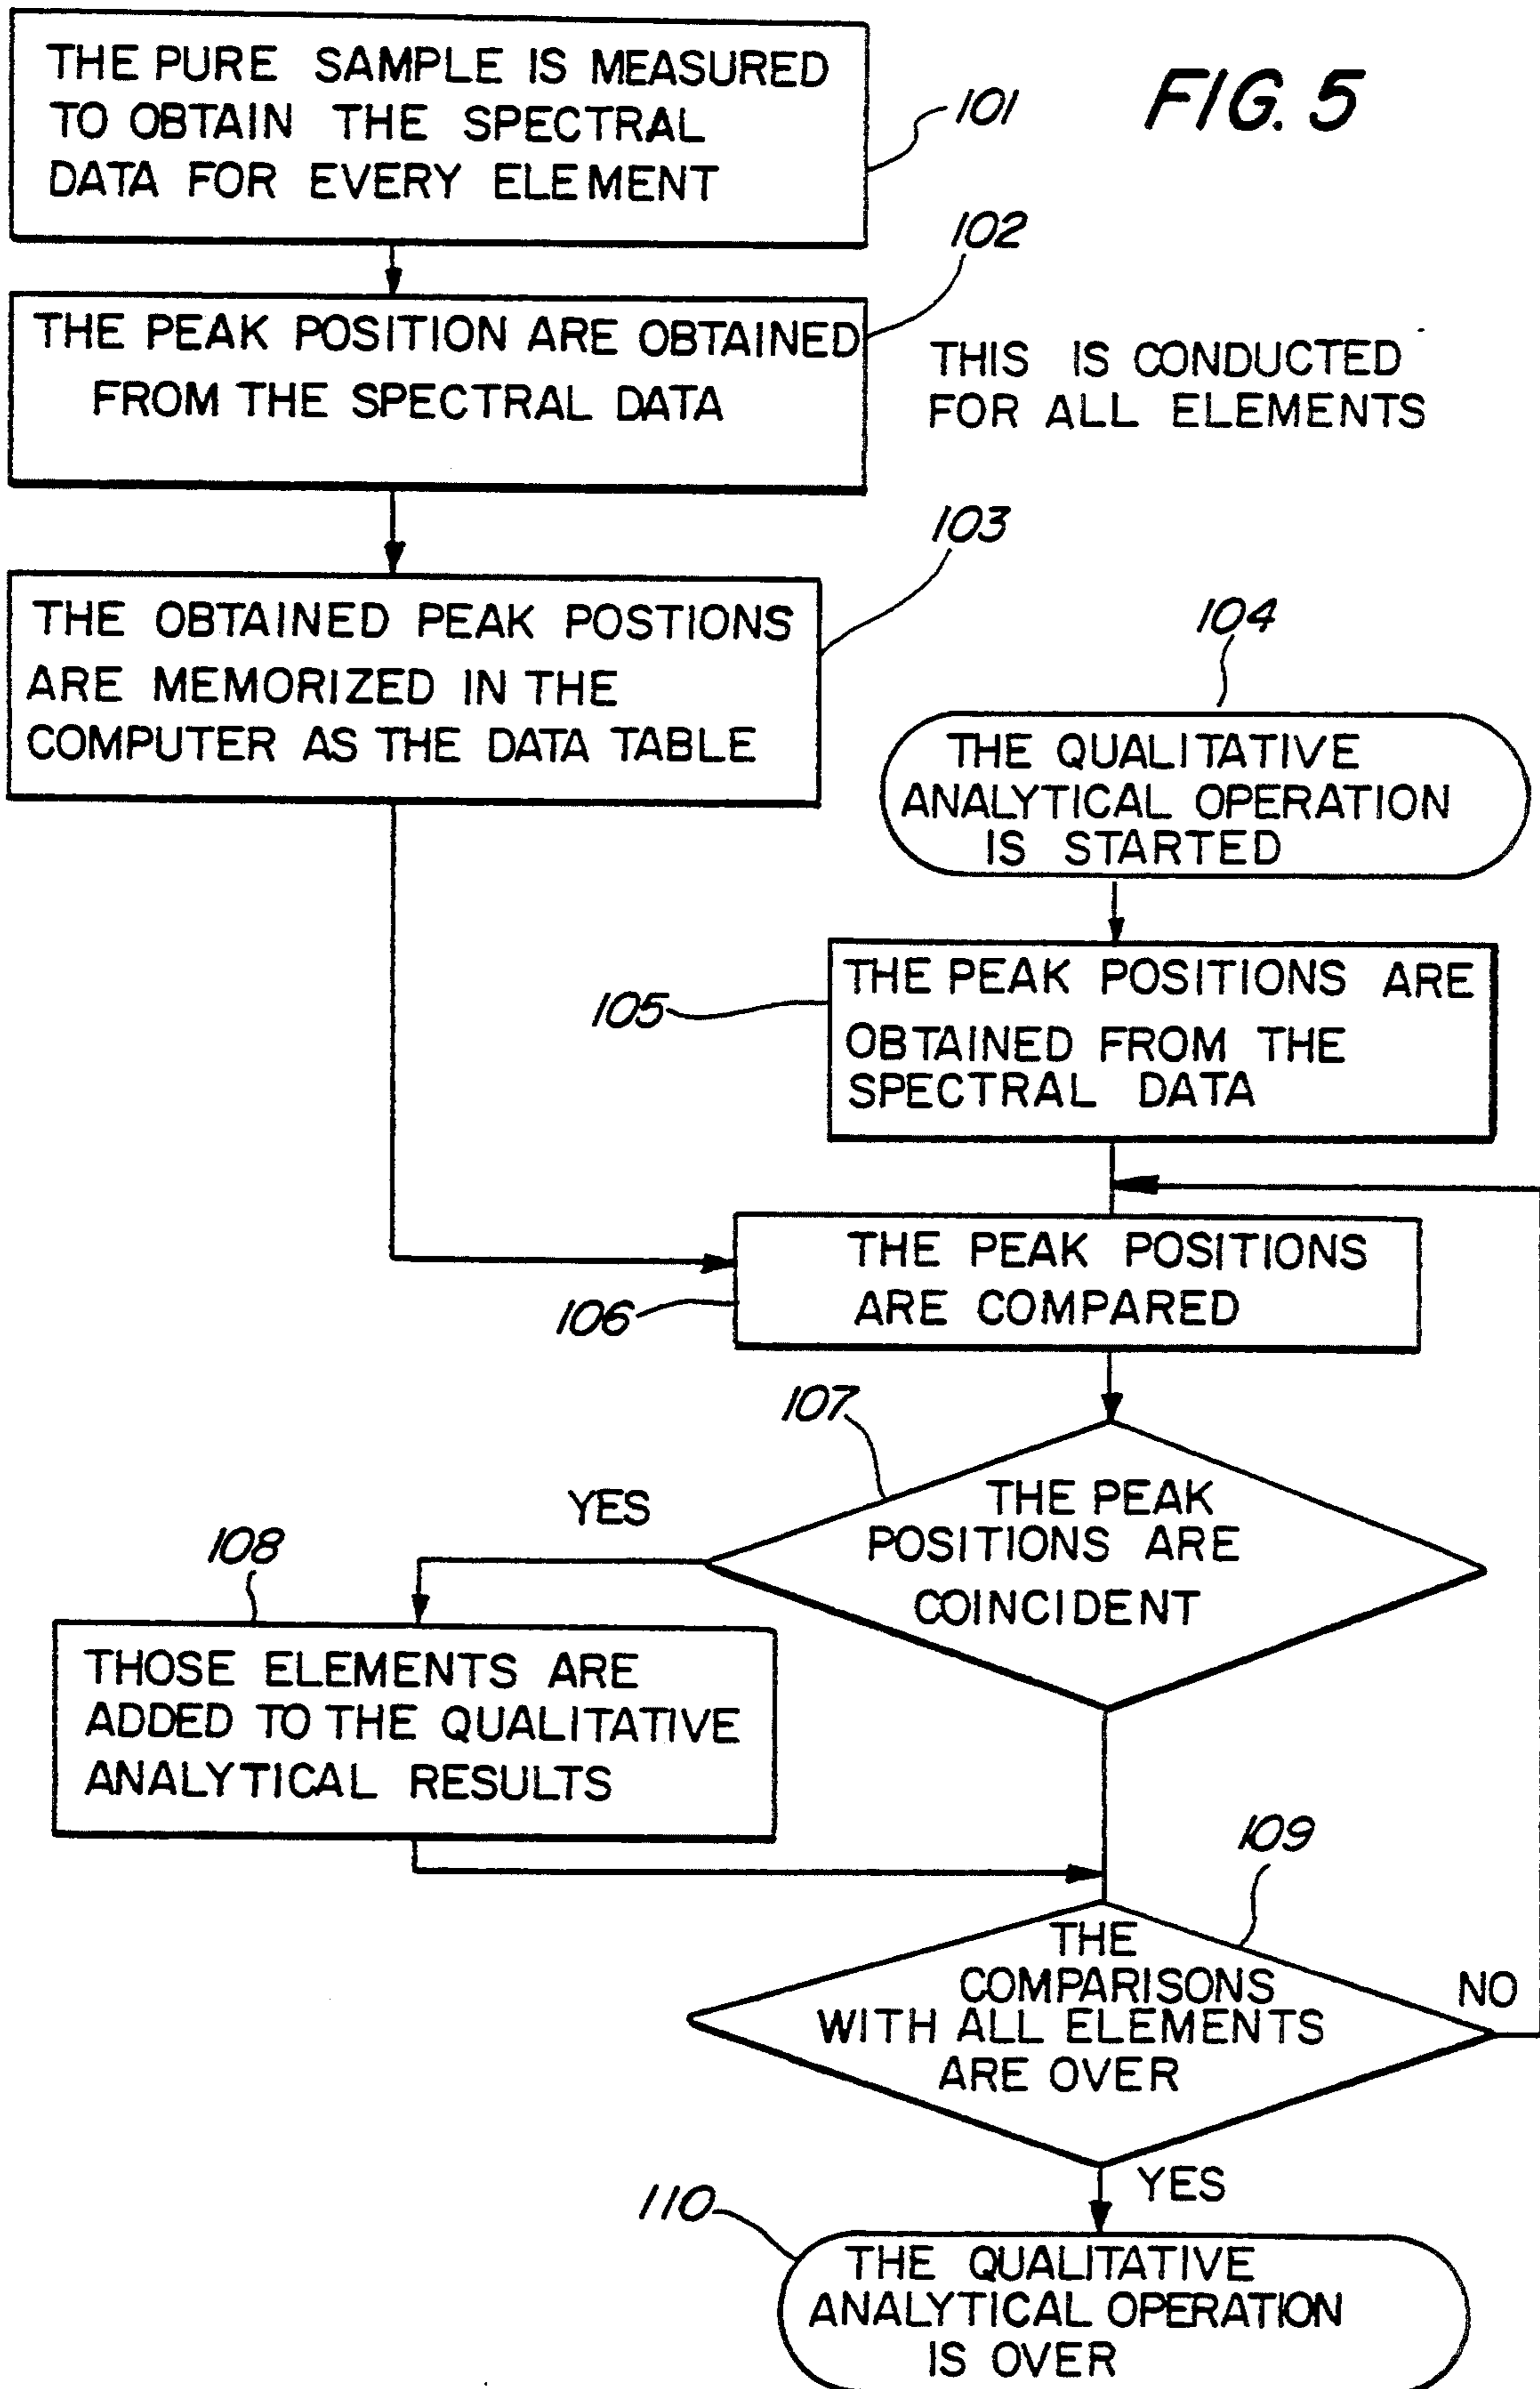 THE PURE SAMPLE IS MEASURED
TO OBTAIN THE SPECTRAL
DATA FOR EVERY ELEMENT
101
FIG. 5
102
THE PEAK POSITION ARE OBTAINED
FROM THE SPECTRAL DATA
THIS IS CONDUCTED
FOR ALL ELEMENTS
103
THE OBTAINED PEAK POSTIONS
ARE MEMORIZED IN THE
COMPUTER AS THE DATA TABLE
104
THE QUALITATIVE
ANALYTICAL OPERATION
IS STARTED
105
THE PEAK POSITIONS ARE
OBTAINED FROM THE
SPECTRAL DATA
106
THE PEAK POSITIONS
ARE COMPARED
107
THE PEAK
POSITIONS ARE
COINCIDENT
YES
108
THOSE ELEMENTS ARE
ADDED TO THE QUALITATIVE
ANALYTICAL RESULTS
109
THE
COMPARISONS
WITH ALL ELEMENTS
ARE OVER
NO
YES
110
THE QUALITATIVE
ANALYTICAL OPERATION
IS OVER